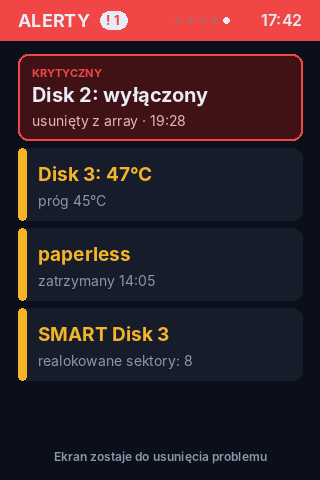 ALERTY !1 17:42
KRYTYCZNY
Disk 2: wyłączony
usunięty z array · 19:28
Disk 3: 47°C
próg 45°C
paperless
zatrzymany 14:05
SMART Disk 3
realokowane sektory: 8
Ekran zostaje do usunięcia problemu